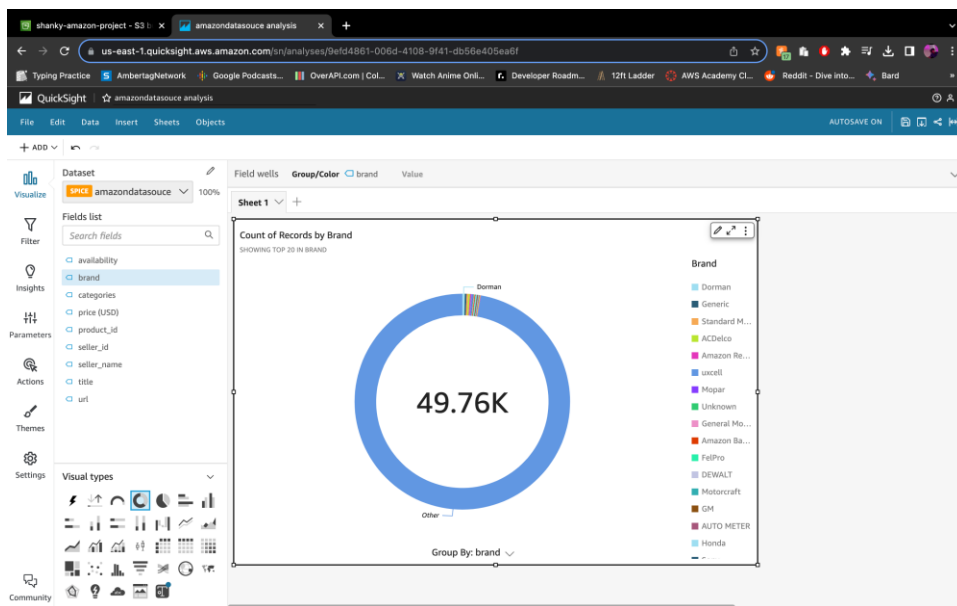 shanky-amazon-project - S3 b
amazondatasouce analysis
us-east-1.quicksight.aws.amazon.com/sn/analyses/9efd4861-006d-4108-9f41-db56e405ea6f
Typing Practice
AmbertagNetwork
Google Podcasts...
OverAPI.com | Col...
Watch Anime Onli...
Developer Roadm...
12ft Ladder
AWS Academy Cl...
Reddit - Dive into...
Bard
QuickSight
amazondatasouce analysis
File Edit Data Insert Sheets Objects
AUTOSAVE ON
+ ADD
Visualize
Filter
Insights
Parameters
Actions
Themes
Settings
Community
Dataset
SPICE amazondatasouce 100%
Fields list
Search fields
availability
brand
categories
price (USD)
product_id
seller_id
seller_name
title
url
Visual types
Field wells Group/Color brand Value
Sheet 1
Count of Records by Brand
SHOWING TOP 20 IN BRAND
Dorman
49.76K
Other
Group By: brand
Brand
Dorman
Generic
Standard M...
ACDelco
Amazon Re...
uxcell
Mopar
Unknown
General Mo...
Amazon Ba...
FelPro
DEWALT
Motorcraft
GM
AUTO METER
Honda